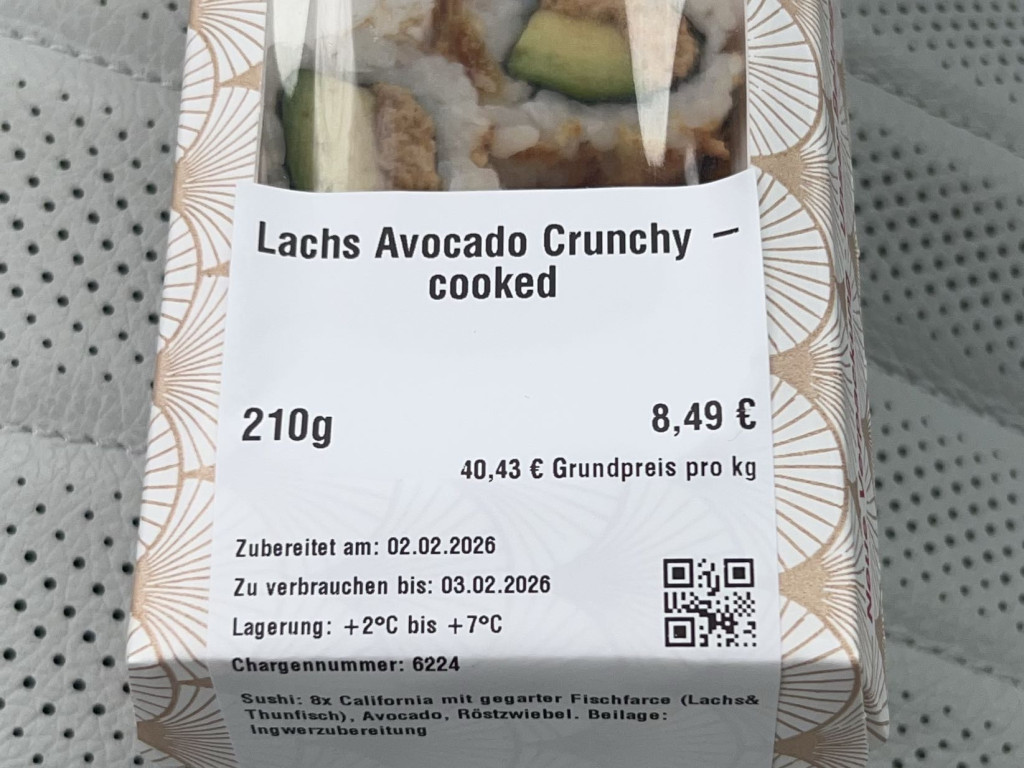 Lachs Avocado Crunchy –
cooked
210g
8,49 €
40,43 € Grundpreis pro kg
Zubereitet am: 02.02.2026
Zu verbrauchen bis: 03.02.2026
Lagerung: +2°C bis +7°C
Chargennummer: 6224
Sushi: 8x California mit gegarter Fischfarce (Lachs&
Thunfisch), Avocado, Röstzwiebel. Beilage:
Ingwerzubereitung